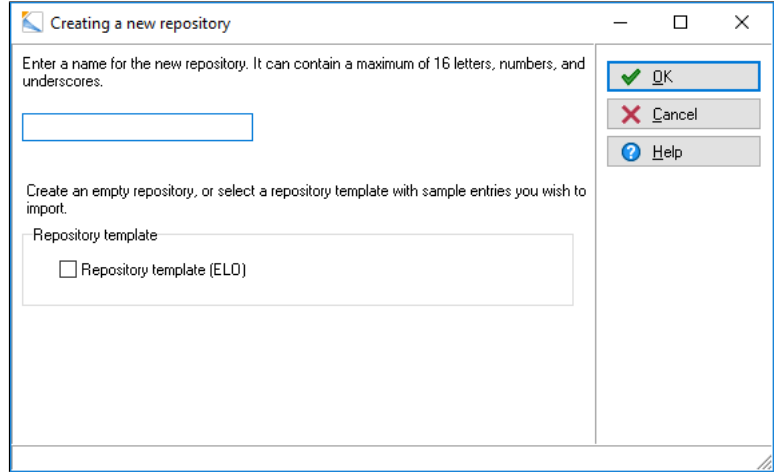 Creating a new repository
Enter a name for the new repository. It can contain a maximum of 16 letters, numbers, and
underscores.
OK
Cancel
Help
Create an empty repository, or select a repository template with sample entries you wish to
import.
Repository template
Repository template (ELO)